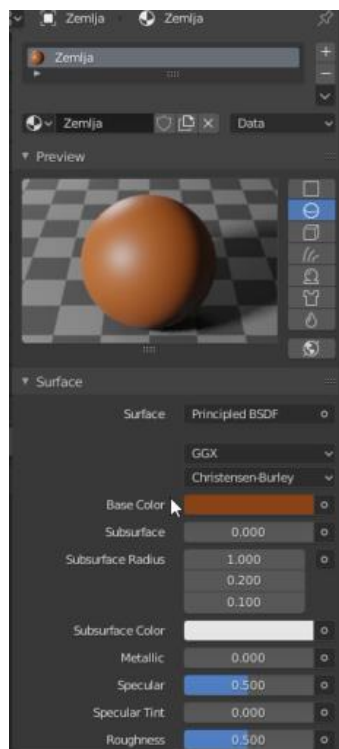 Zemlja Zemlja
Zemlja
Zemlja Data
Preview
Surface
Surface Principled BSDF
GGX
Christensen-Burley
Base Color
Subsurface 0.000
Subsurface Radius 1.000
0.200
0.100
Subsurface Color
Metallic 0.000
Specular 0.500
Specular Tint 0.000
Roughness 0.500